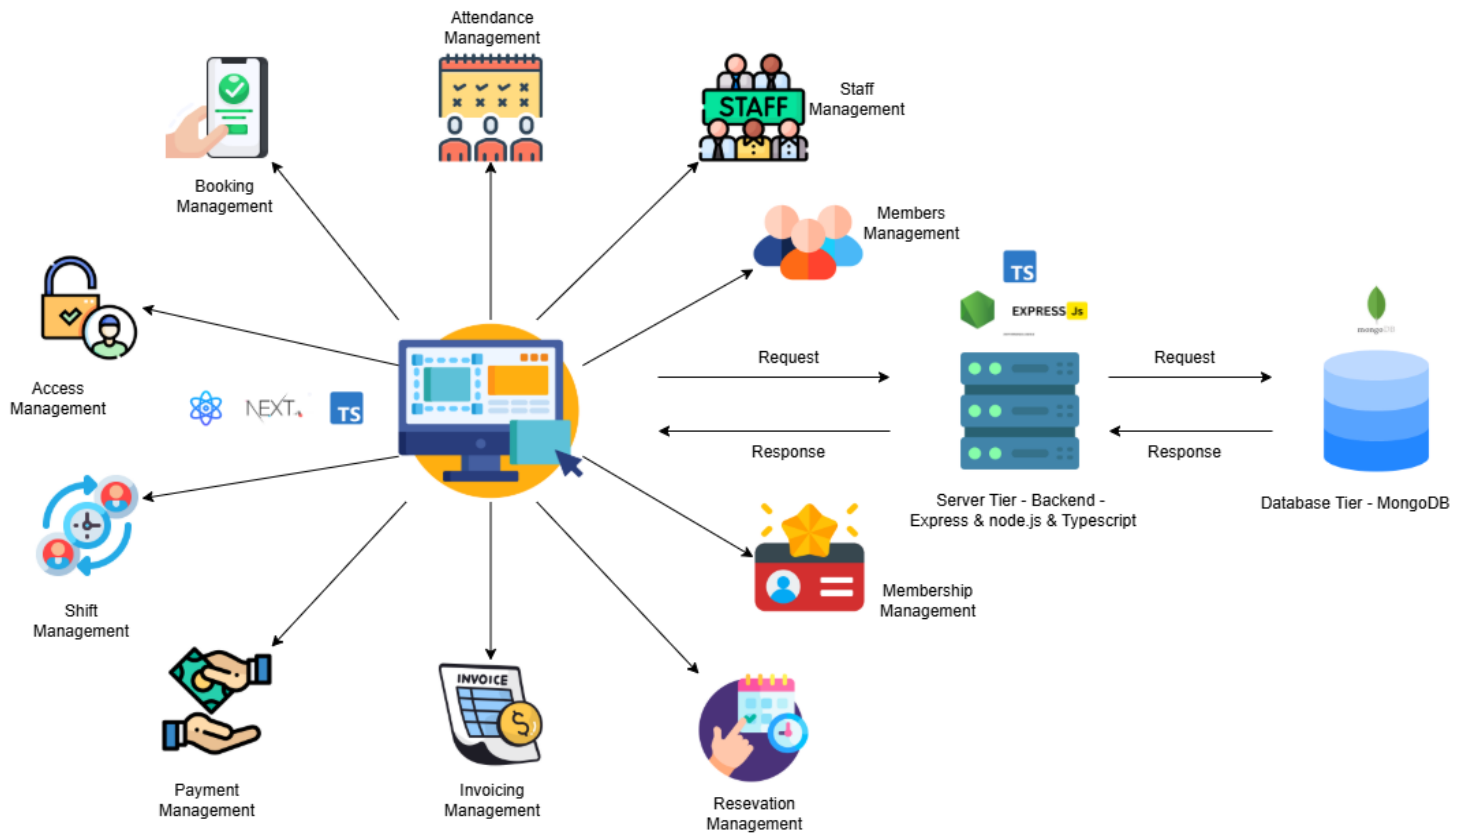 Attendance
Management
STAFF
Staff
Management
Booking
Management
Members
Management
TS
EXPRESS Js
mongoDB
Access
Management
NEXT.
TS
Request
Request
Response
Response
Server Tier - Backend -
Express & node.js & Typescript
Database Tier - MongoDB
Shift
Management
Membership
Management
INVOICE
$
Payment
Management
Invoicing
Management
Resevation
Management